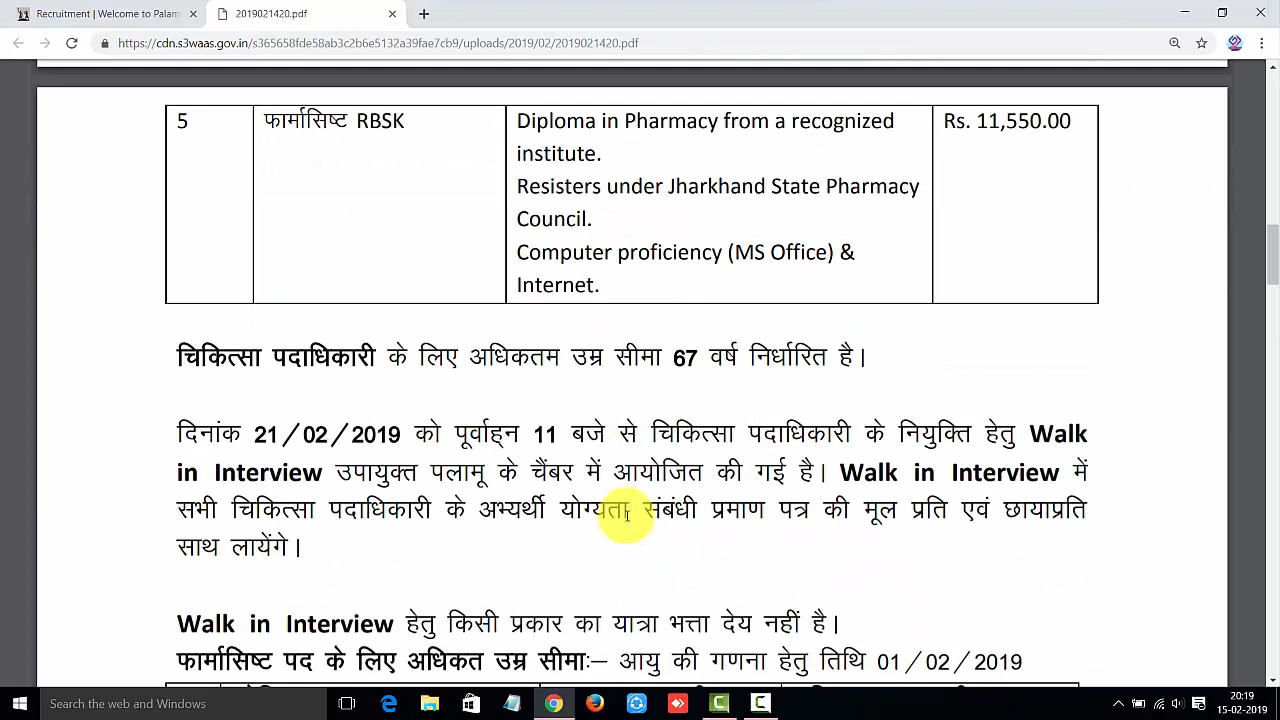 Recruitment | Welcome to Palam
2019021420.pdf
https://cdn.s3waas.gov.in/s365658fde58ab3c2b6e5132a39fae7cb9/uploads/2019/02/2019021420.pdf
5 फार्मासिष्ट RBSK Diploma in Pharmacy from a recognized Rs. 11,550.00
institute.
Resisters under Jharkhand State Pharmacy
Council.
Computer proficiency (MS Office) &
Internet.
चिकित्सा पदाधिकारी के लिए अधिकतम उम्र सीमा 67 वर्ष निर्धारित है।
दिनांक 21/02/2019 को पूर्वाह्न 11 बजे से चिकित्सा पदाधिकारी के नियुक्ति हेतु Walk
in Interview उपायुक्त पलामू के चैंबर में आयोजित की गई है। Walk in Interview में
सभी चिकित्सा पदाधिकारी के अभ्यर्थी योग्यता संबंधी प्रमाण पत्र की मूल प्रति एवं छायाप्रति
साथ लायेंगे।
Walk in Interview हेतु किसी प्रकार का यात्रा भत्ता देय नहीं है।
फार्मासिष्ट पद के लिए अधिकत उम्र सीमाः– आयु की गणना हेतु तिथि 01/02/2019
Search the web and Windows
20:19
15-02-2019